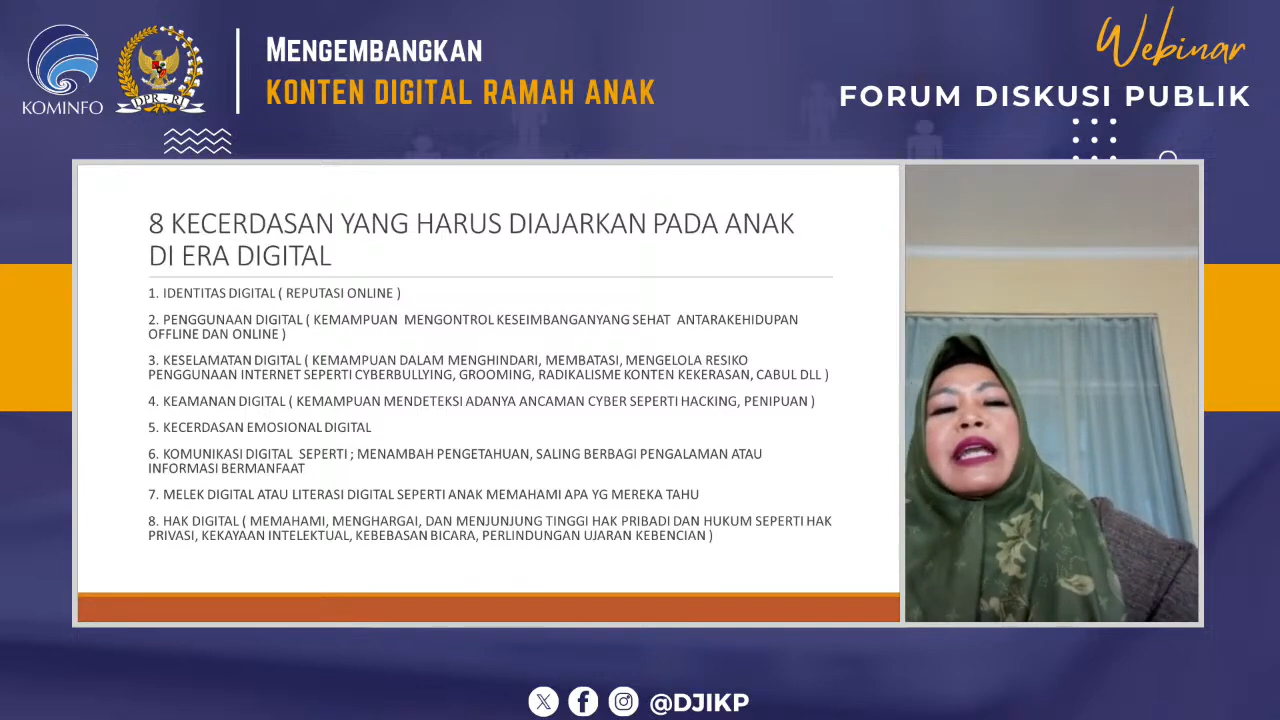 KOMINFO
DPR-RI
MENGEMBANGKAN
KONTEN DIGITAL RAMAH ANAK
Webinar
FORUM DISKUSI PUBLIK
8 KECERDASAN YANG HARUS DIAJARKAN PADA ANAK
DI ERA DIGITAL
1. IDENTITAS DIGITAL ( REPUTASI ONLINE )
2. PENGGUNAAN DIGITAL ( KEMAMPUAN MENGONTROL KESEIMBANGANYANG SEHAT ANTARAKEHIDUPAN
OFFLINE DAN ONLINE )
3. KESELAMATAN DIGITAL ( KEMAMPUAN DALAM MENGHINDARI, MEMBATASI, MENGELOLA RESIKO
PENGGUNAAN INTERNET SEPERTI CYBERBULLYING, GROOMING, RADIKALISME KONTEN KEKERASAN, CABUL DLL )
4. KEAMANAN DIGITAL ( KEMAMPUAN MENDETEKSI ADANYA ANCAMAN CYBER SEPERTI HACKING, PENIPUAN )
5. KECERDASAN EMOSIONAL DIGITAL
6. KOMUNIKASI DIGITAL SEPERTI ; MENAMBAH PENGETAHUAN, SALING BERBAGI PENGALAMAN ATAU
INFORMASI BERMANFAAT
7. MELEK DIGITAL ATAU LITERASI DIGITAL SEPERTI ANAK MEMAHAMI APA YG MEREKA TAHU
8. HAK DIGITAL ( MEMAHAMI, MENGHARGAI, DAN MENJUNJUNG TINGGI HAK PRIBADI DAN HUKUM SEPERTI HAK
PRIVASI, KEKAYAAN INTELEKTUAL, KEBEBASAN BICARA, PERLINDUNGAN UJARAN KEBENCIAN )
@DJIKP